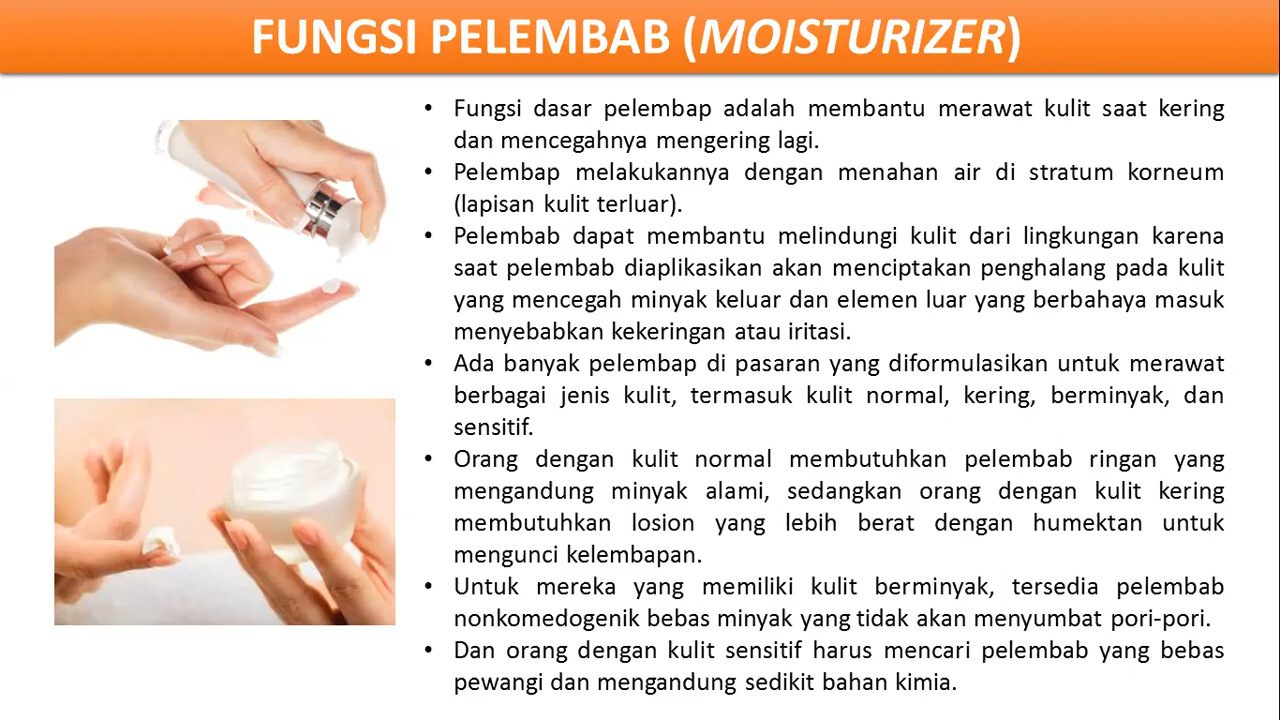 FUNGSI PELEMBAB (MOISTURIZER)
• Fungsi dasar pelembap adalah membantu merawat kulit saat kering
dan mencegahnya mengering lagi.
• Pelembap melakukannya dengan menahan air di stratum korneum
(lapisan kulit terluar).
• Pelembab dapat membantu melindungi kulit dari lingkungan karena
saat pelembab diaplikasikan akan menciptakan penghalang pada kulit
yang mencegah minyak keluar dan elemen luar yang berbahaya masuk
menyebabkan kekeringan atau iritasi.
• Ada banyak pelembap di pasaran yang diformulasikan untuk merawat
berbagai jenis kulit, termasuk kulit normal, kering, berminyak, dan
sensitif.
• Orang dengan kulit normal membutuhkan pelembab ringan yang
mengandung minyak alami, sedangkan orang dengan kulit kering
membutuhkan losion yang lebih berat dengan humektan untuk
mengunci kelembapan.
• Untuk mereka yang memiliki kulit berminyak, tersedia pelembab
nonkomedogenik bebas minyak yang tidak akan menyumbat pori-pori.
• Dan orang dengan kulit sensitif harus mencari pelembab yang bebas
pewangi dan mengandung sedikit bahan kimia.